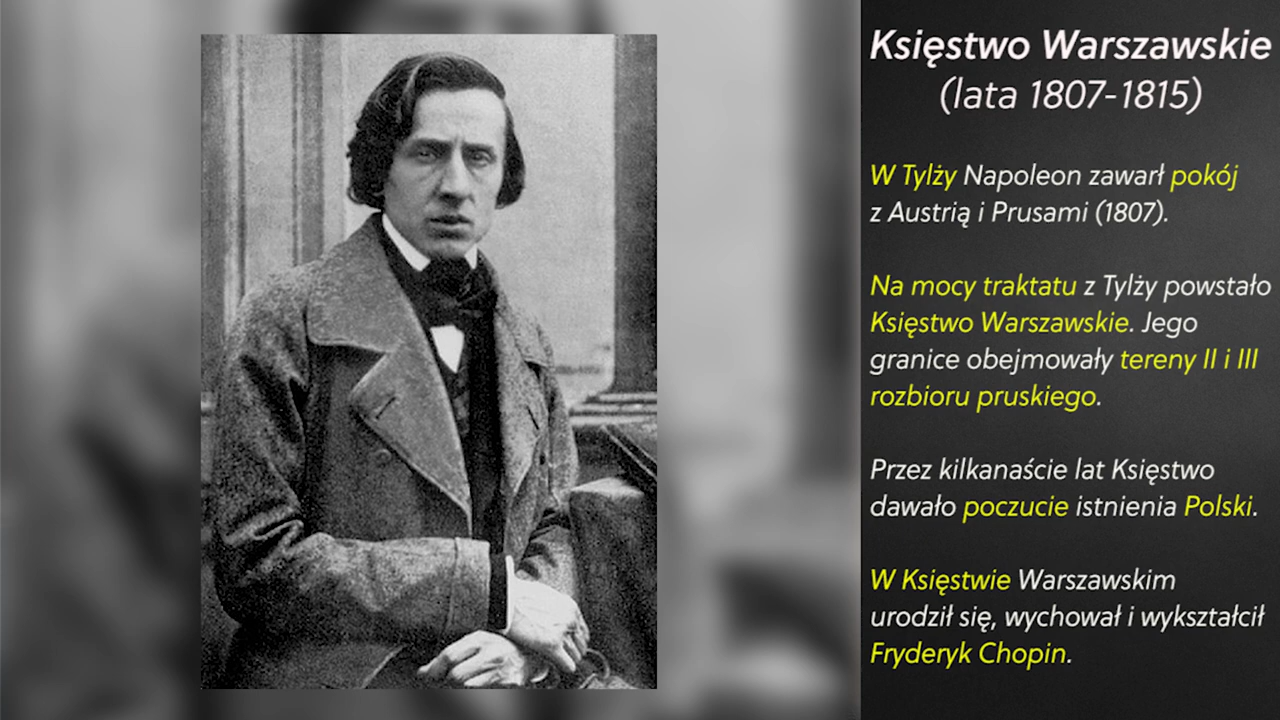 Księstwo Warszawskie
(lata 1807-1815)
W Tylży Napoleon zawarł pokój
z Austrią i Prusami (1807).
Na mocy traktatu z Tylży powstało
Księstwo Warszawskie. Jego
granice obejmowały tereny II i III
rozbioru pruskiego.
Przez kilkanaście lat Księstwo
dawało poczucie istnienia Polski.
W Księstwie Warszawskim
urodził się, wychował i wykształcił
Fryderyk Chopin.